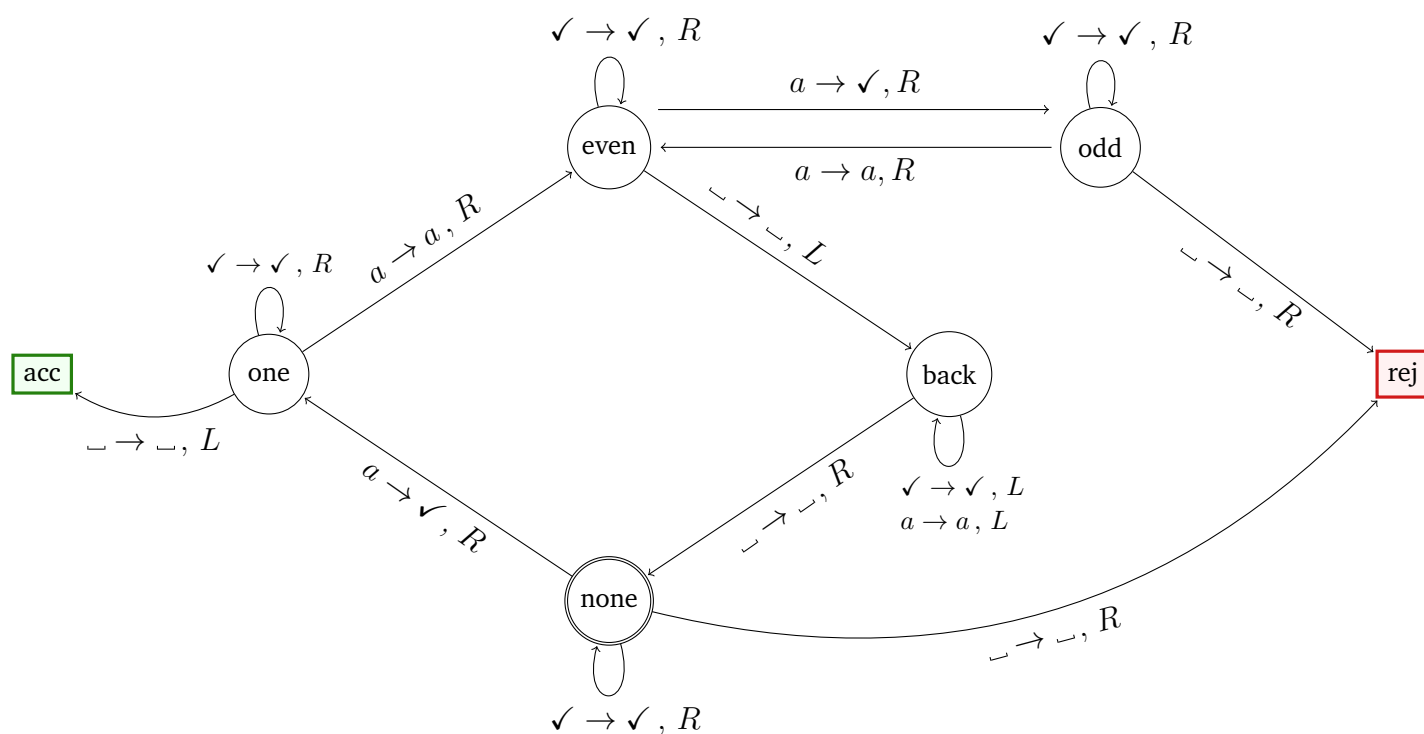 ✓ → ✓ , R
✓ → ✓ , R
a → ✓, R
even
odd
a → a, R
a → a , R
␣ → ␣, L
✓ → ✓ , R
␣ → ␣, R
acc
one
back
rej
␣ → ␣, L
a → ✓ , R
␣ → ␣, R
✓ → ✓ , L
a → a , L
none
␣ → ␣, R
✓ → ✓ , R